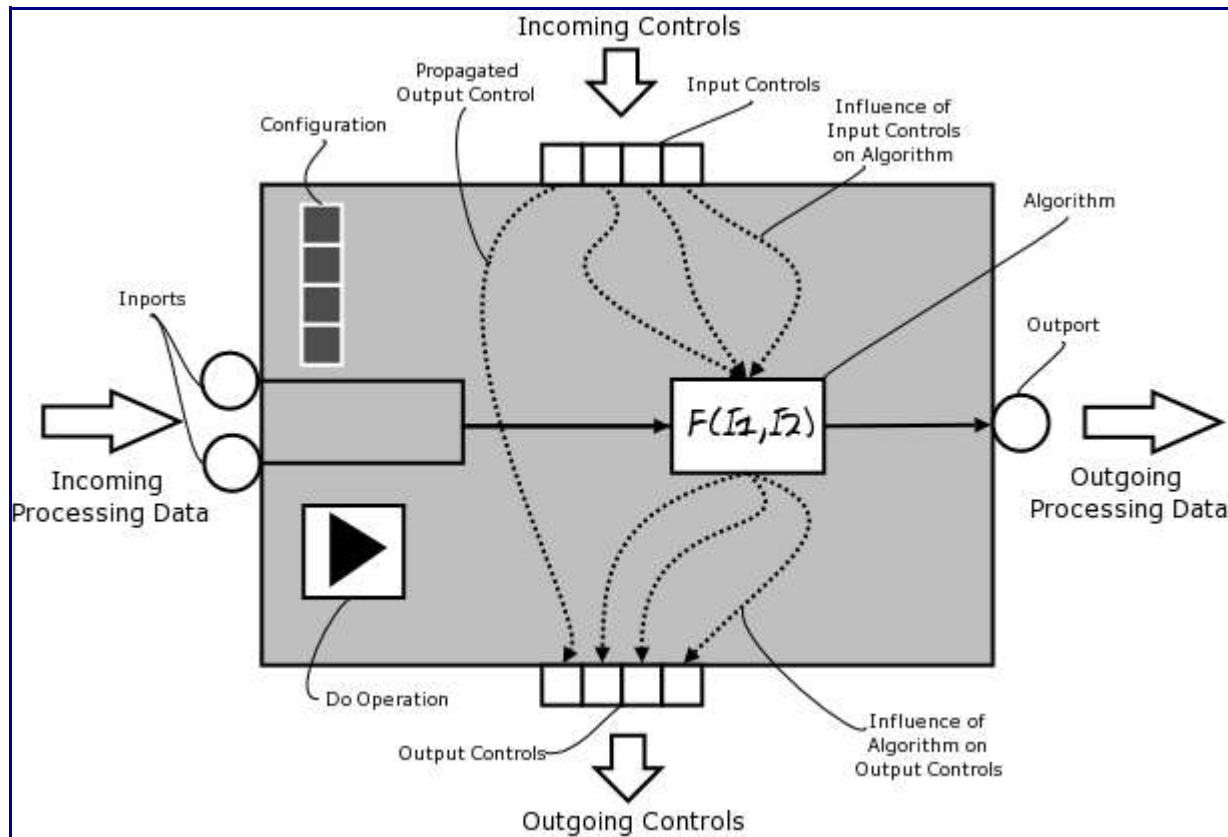 Incoming Controls
Propagated
Output Control
Input Controls
Influence of
Input Controls
on Algorithm
Configuration
Algorithm
Inports
Outport
F(I1,I2)
Incoming
Processing Data
Outgoing
Processing Data
Do Operation
Output Controls
Influence of
Algorithm on
Output Controls
Outgoing Controls